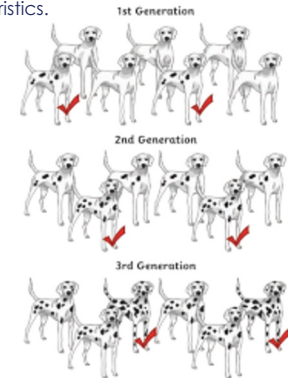 ristics.
1st Generation
2nd Generation
3rd Generation